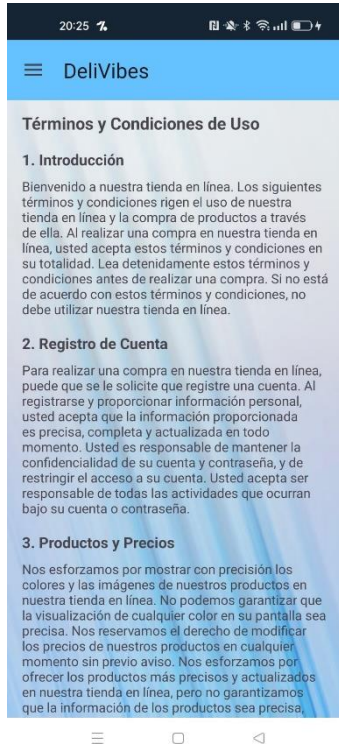 20:25
DeliVibes
Términos y Condiciones de Uso
1. Introducción
Bienvenido a nuestra tienda en línea. Los siguientes
términos y condiciones rigen el uso de nuestra
tienda en línea y la compra de productos a través
de ella. Al realizar una compra en nuestra tienda en
línea, usted acepta estos términos y condiciones en
su totalidad. Lea detenidamente estos términos y
condiciones antes de realizar una compra. Si no está
de acuerdo con estos términos y condiciones, no
debe utilizar nuestra tienda en línea.
2. Registro de Cuenta
Para realizar una compra en nuestra tienda en línea,
puede que se le solicite que registre una cuenta. Al
registrarse y proporcionar información personal,
usted acepta que la información proporcionada
es precisa, completa y actualizada en todo
momento. Usted es responsable de mantener la
confidencialidad de su cuenta y contraseña, y de
restringir el acceso a su cuenta. Usted acepta ser
responsable de todas las actividades que ocurran
bajo su cuenta o contraseña.
3. Productos y Precios
Nos esforzamos por mostrar con precisión los
colores y las imágenes de nuestros productos en
nuestra tienda en línea. No podemos garantizar que
la visualización de cualquier color en su pantalla sea
precisa. Nos reservamos el derecho de modificar
los precios de nuestros productos en cualquier
momento sin previo aviso. Nos esforzamos por
ofrecer los productos más precisos y actualizados
en nuestra tienda en línea, pero no garantizamos
que la información de los productos sea precisa,